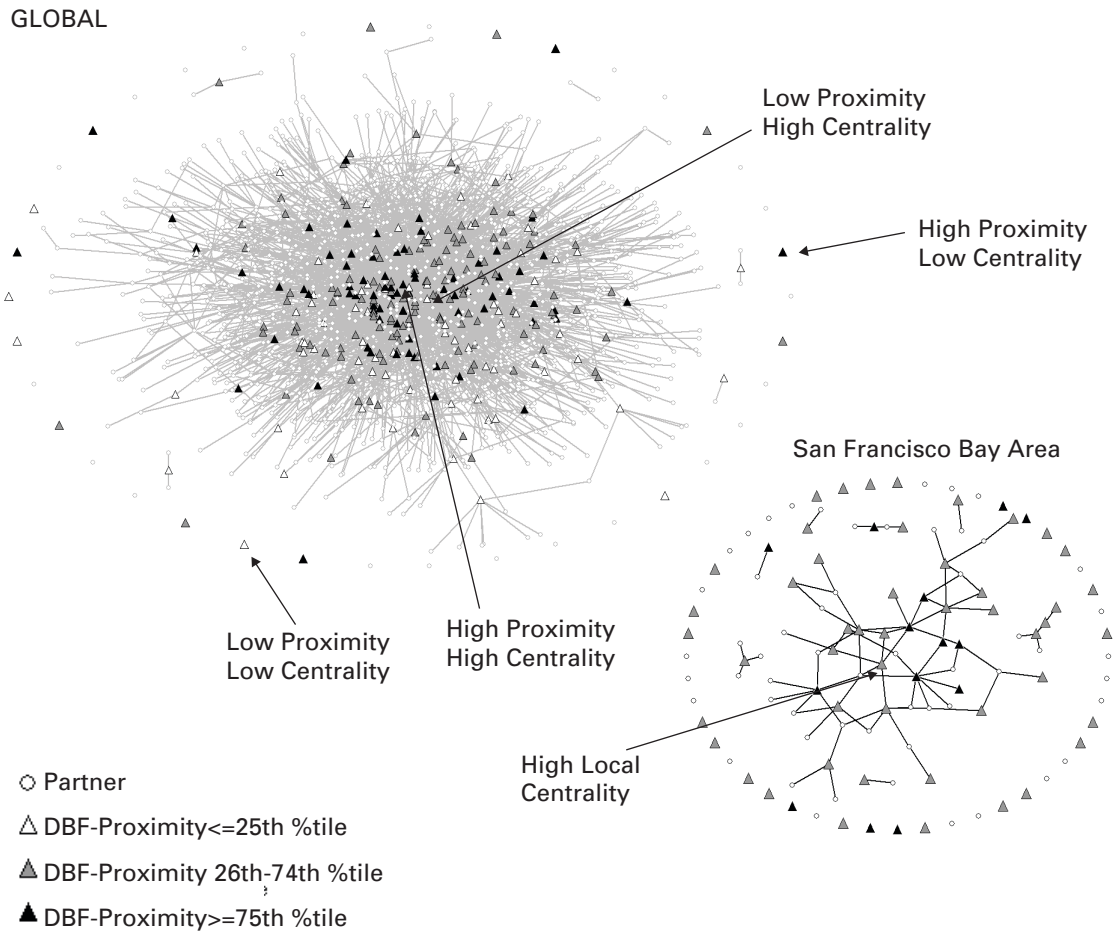 GLOBAL
Low Proximity
High Centrality
High Proximity
Low Centrality
San Francisco Bay Area
Low Proximity
Low Centrality
High Proximity
High Centrality
High Local
Centrality
Partner
DBF-Proximity<=25th %tile
DBF-Proximity 26th-74th %tile
DBF-Proximity>=75th %tile